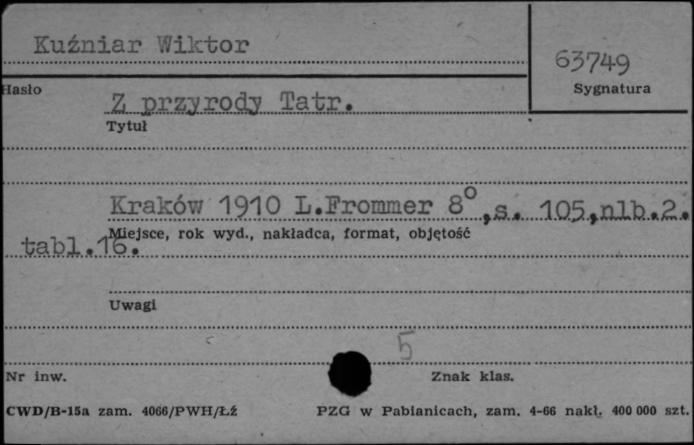 Kuźniar Wiktor
63749
Hasło
Sygnatura
Z przyrody Tatr.
Tytuł
Kraków 1910 L.Frommer 8°,s. 105,nlb.2.
Miejsce, rok wyd., nakładca, format, objętość
tabl.16.
Uwagi
5
Nr inw.
Znak klas.
CWD/B-15a zam. 4066/PWH/Łź
PZG w Pabianicach, zam. 4-66 nakł. 400 000 szt.